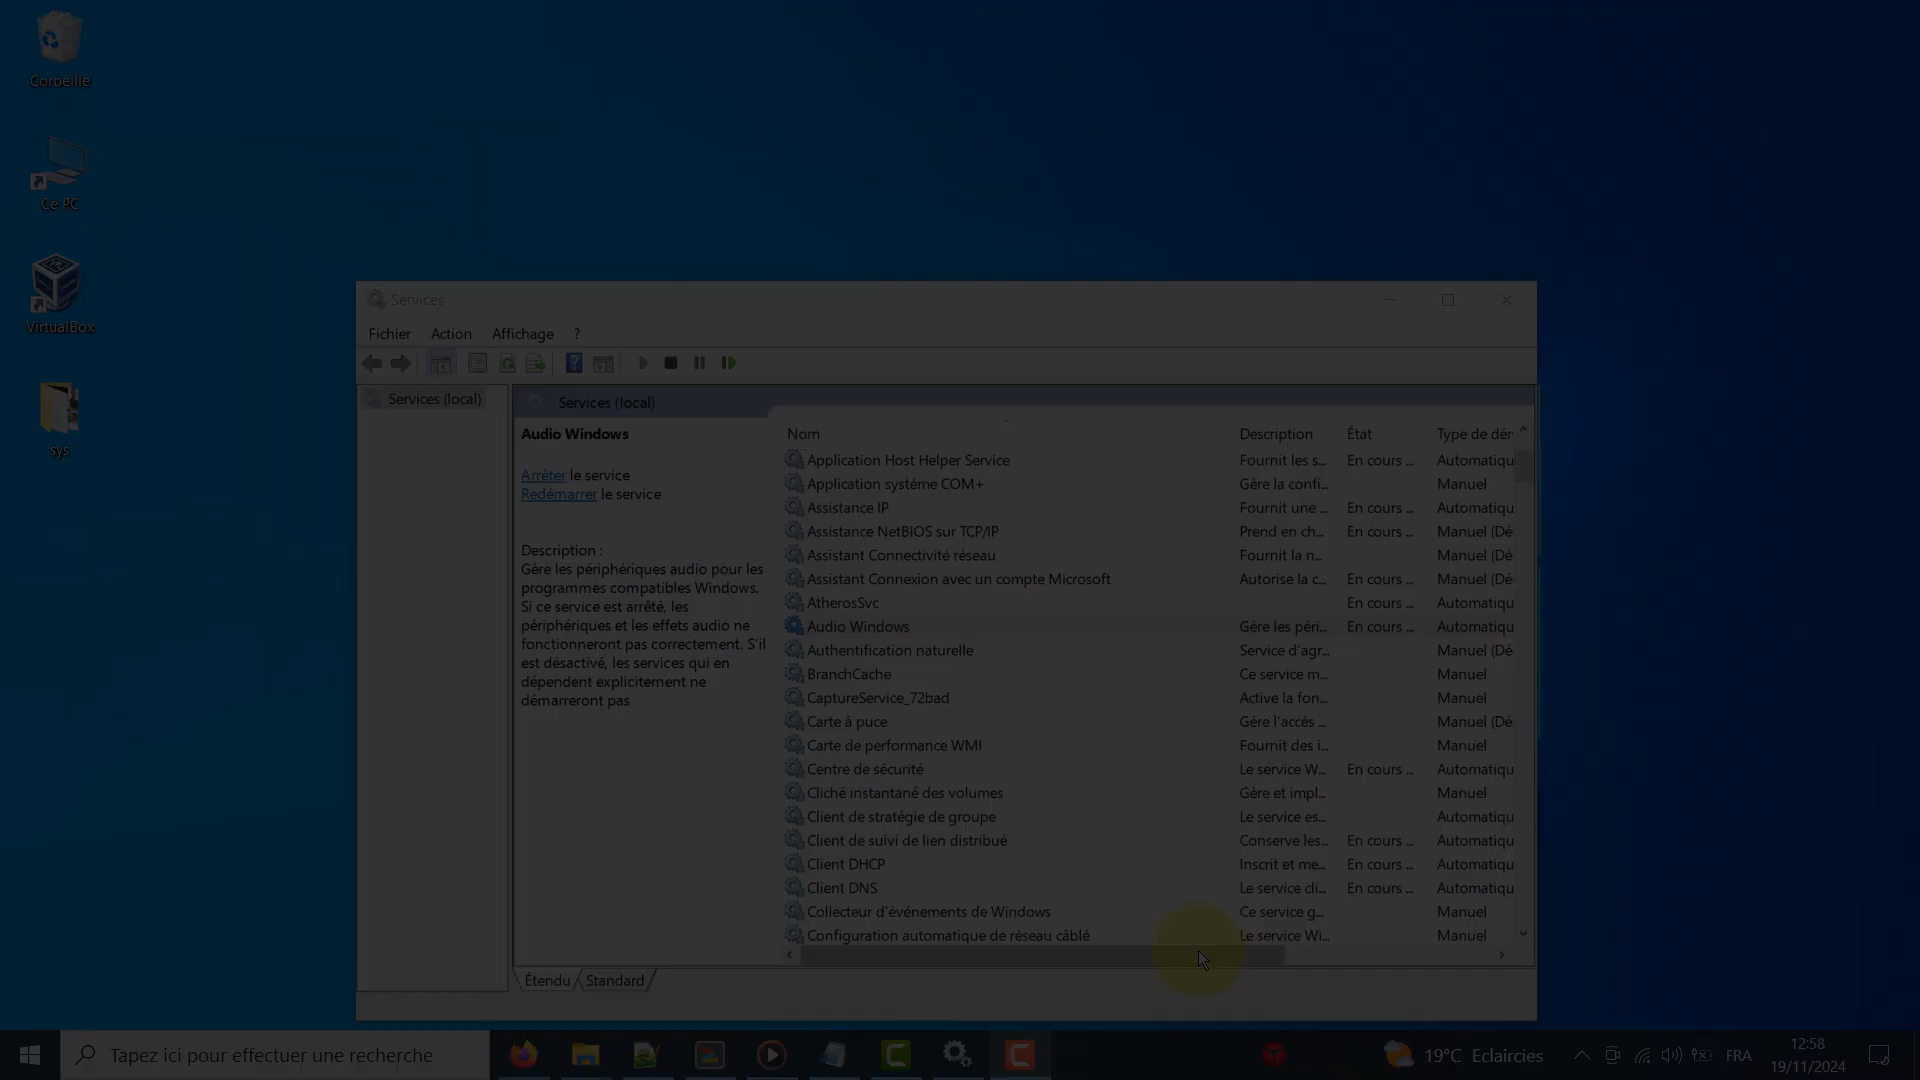 Corbeille
Ce PC
VirtualBox
sys
Services
Fichier Action Affichage ?
Services (local)
Services (local)
Audio Windows
Arrêter le service
Redémarrer le service
Description :
Gère les périphériques audio pour les
programmes compatibles Windows.
Si ce service est arrêté, les
périphériques et les effets audio ne
fonctionneront pas correctement. S'il
est désactivé, les services qui en
dépendent explicitement ne
démarreront pas
Nom Description État Type de dér
Application Host Helper Service Fournit les s... En cours ... Automatiqu
Application système COM+ Gère la confi... Manuel
Assistance IP Fournit une ... En cours ... Automatiqu
Assistance NetBIOS sur TCP/IP Prend en ch... En cours ... Manuel (Dé
Assistant Connectivité réseau Fournit la n... Manuel (Dé
Assistant Connexion avec un compte Microsoft Autorise la c... En cours ... Manuel (Dé
AtherosSvc En cours ... Automatiqu
Audio Windows Gère les péri... En cours ... Automatiqu
Authentification naturelle Service d'agr... Manuel (Dé
BranchCache Ce service m... Manuel
CaptureService_72bad Active la fon... Manuel
Carte à puce Gère l'accès ... Manuel (Dé
Carte de performance WMI Fournit des i... Manuel
Centre de sécurité Le service W... En cours ... Automatiqu
Cliché instantané des volumes Gère et impl... Manuel
Client de stratégie de groupe Le service es... Automatiqu
Client de suivi de lien distribué Conserve les... En cours ... Automatiqu
Client DHCP Inscrit et me... En cours ... Automatiqu
Client DNS Le service cli... En cours ... Automatiqu
Collecteur d'événements de Windows Ce service g... Manuel
Configuration automatique de réseau câblé Le service Wi... Manuel
Étendu Standard
Tapez ici pour effectuer une recherche
19°C Eclaircies
FRA
12:58
19/11/2024